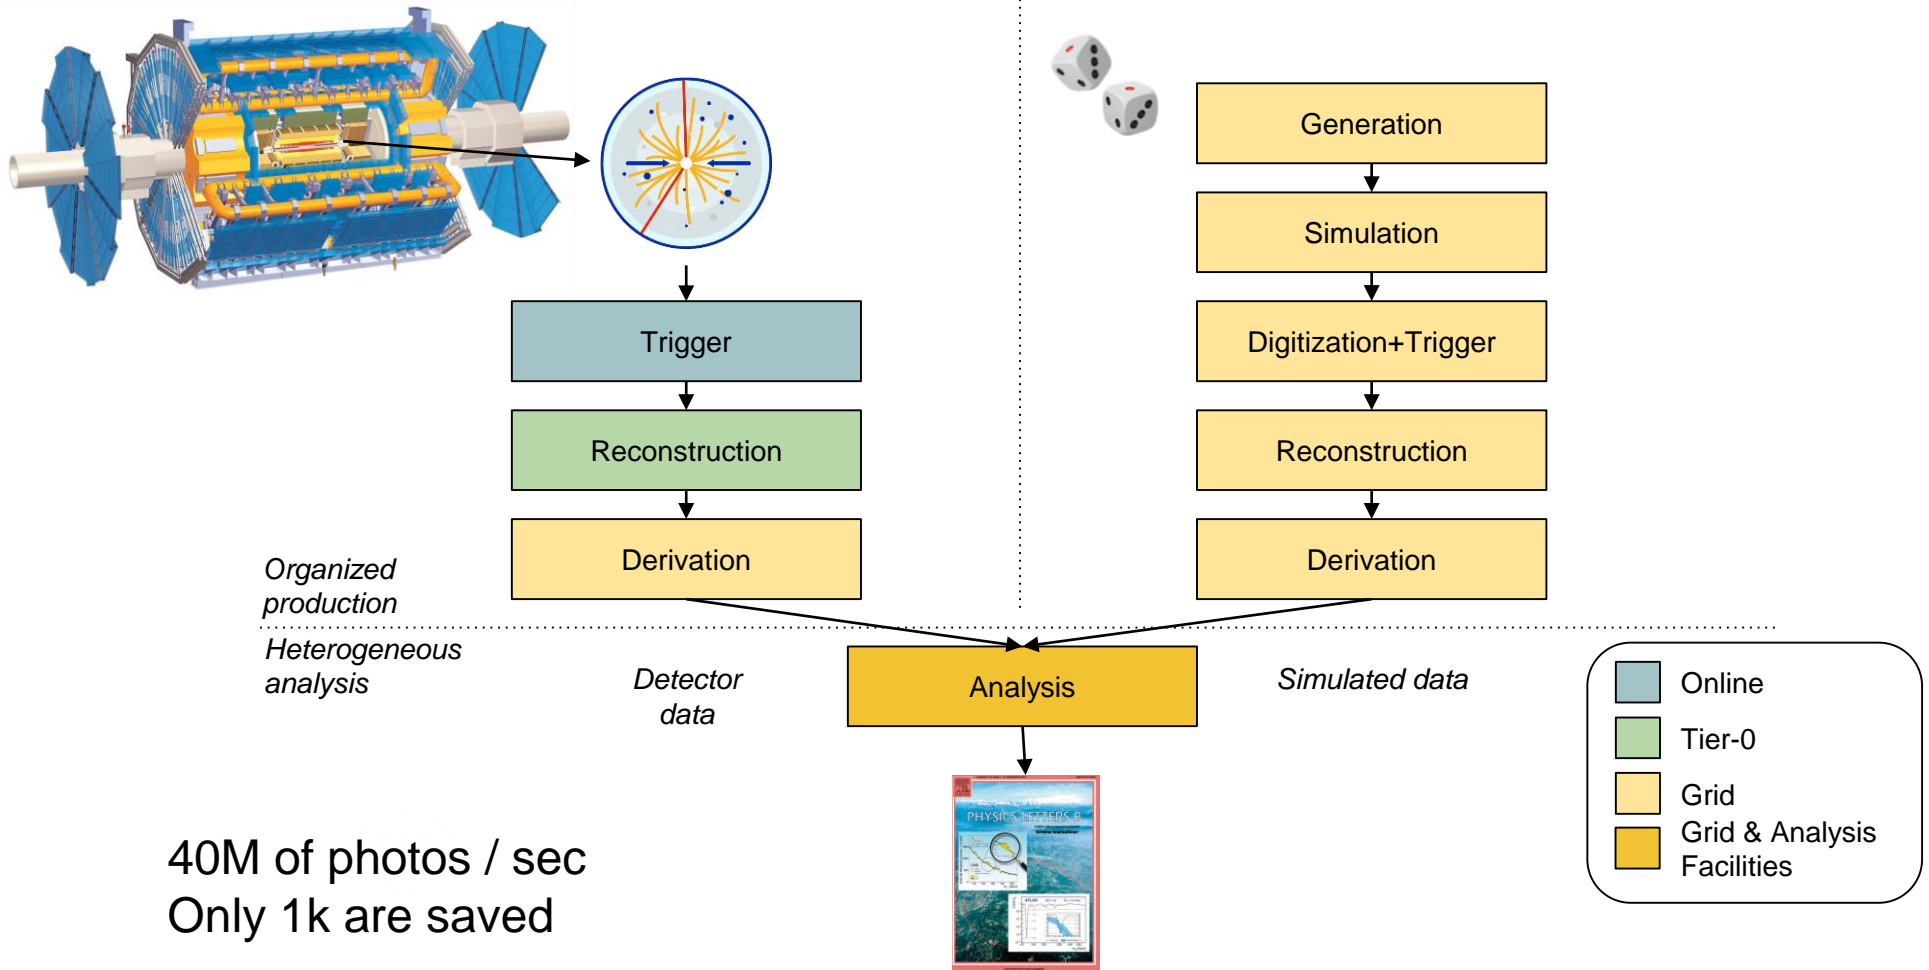 Generation
Simulation
Trigger
Digitization+Trigger
Reconstruction
Reconstruction
Derivation
Derivation
Organized
production
Heterogeneous
analysis
Detector
data
Analysis
Simulated data
Online
Tier-0
Grid
Grid & Analysis
Facilities
PHYSICS LETTERS B
ATLAS
40M of photos / sec
Only 1k are saved